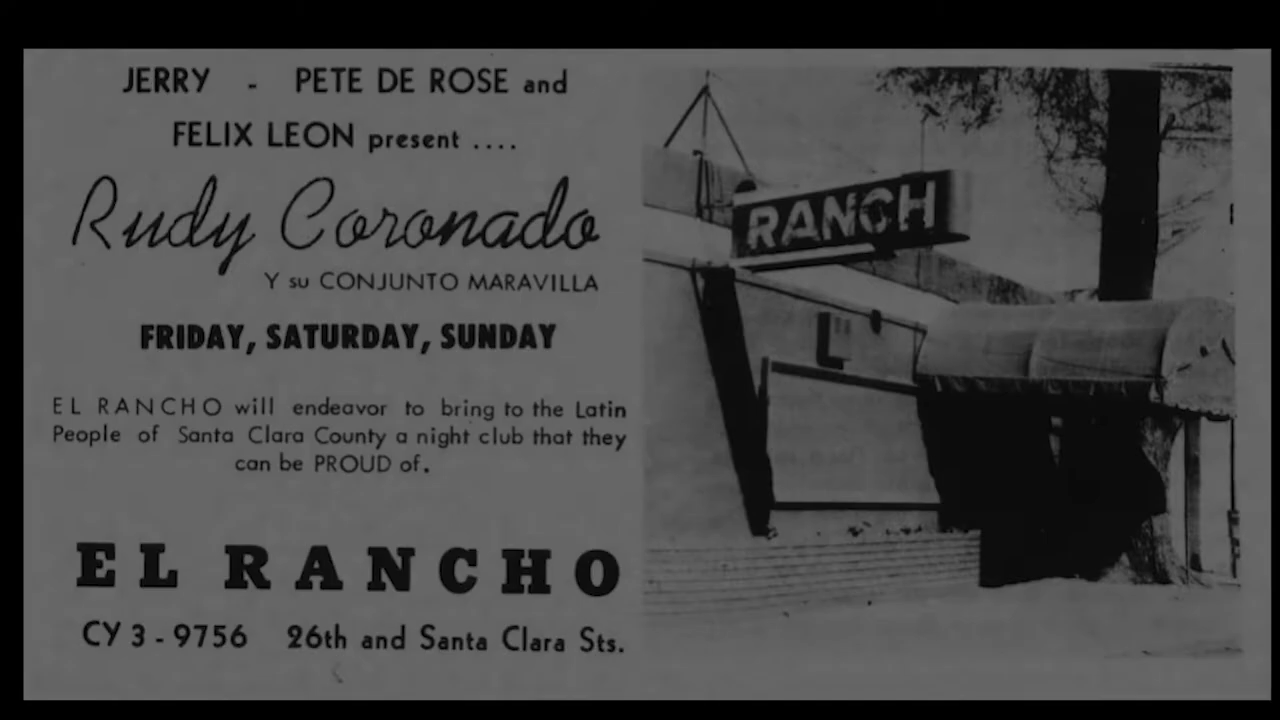 JERRY - PETE DE ROSE and
FELIX LEON present ....
Rudy Coronado
Y su CONJUNTO MARAVILLA
FRIDAY, SATURDAY, SUNDAY
EL RANCHO will endeavor to bring to the Latin
People of Santa Clara County a night club that they
can be PROUD of.
EL RANCHO
CY 3 - 9756 26th and Santa Clara Sts.
RANCH